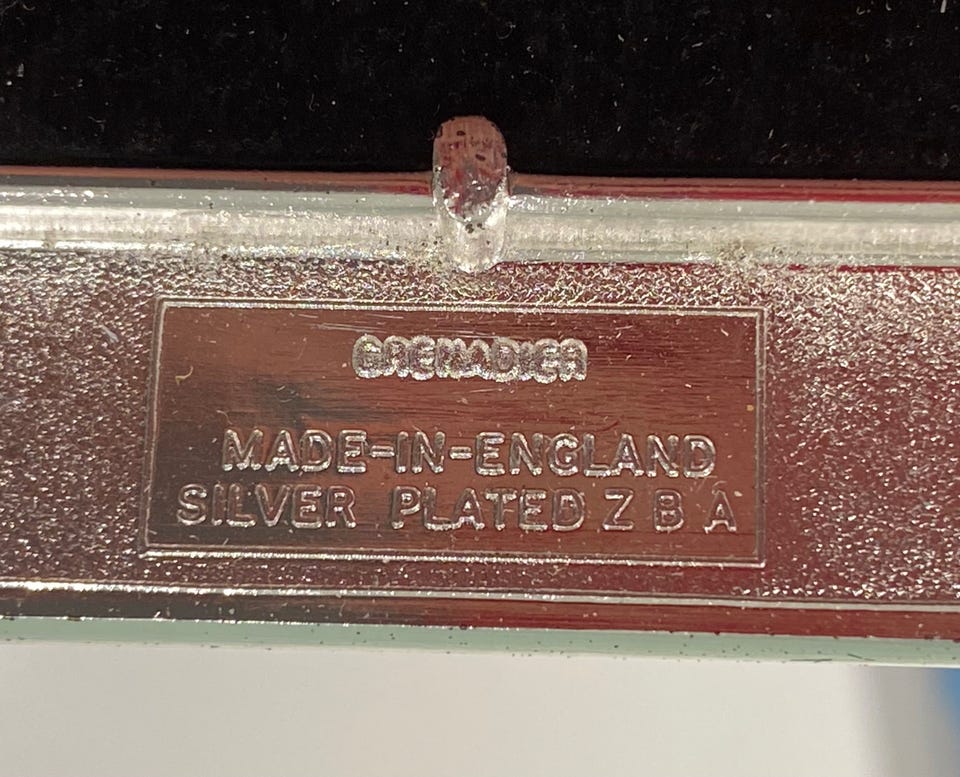 GRENADIER
MADE-IN-ENGLAND
SILVER PLATED Z B A